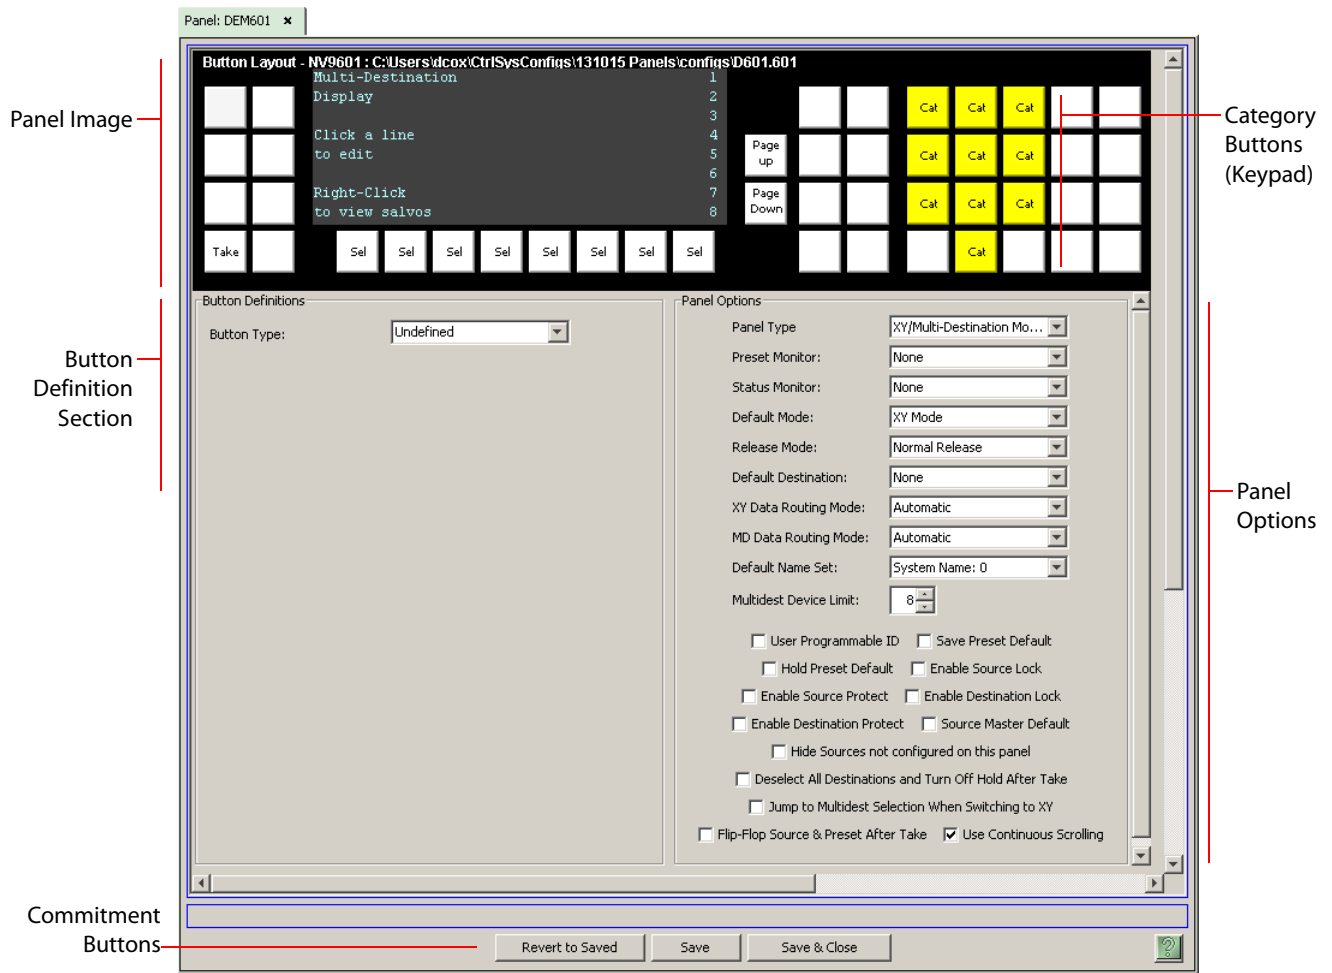 Panel: DEM601 ×
Button Layout - NV9601 : C:\Users\dcox\CtrlSysConfigs\131015 Panels\configs\D601.601
Multi-Destination 1
Display 2
3
Click a line 4
to edit 5
6
Right-Click 7
to view salvos 8
Page up
Page Down
Cat Cat Cat
Cat Cat Cat
Cat Cat Cat
Take Sel Sel Sel Sel Sel Sel Sel Sel Cat
Panel Image
Category
Buttons
(Keypad)
Button
Definition
Section
Button Definitions
Button Type: Undefined
Panel Options
Panel Type XY/Multi-Destination Mo...
Preset Monitor: None
Status Monitor: None
Default Mode: XY Mode
Release Mode: Normal Release
Default Destination: None
XY Data Routing Mode: Automatic
MD Data Routing Mode: Automatic
Default Name Set: System Name: 0
Multidest Device Limit: 8
User Programmable ID Save Preset Default
Hold Preset Default Enable Source Lock
Enable Source Protect Enable Destination Lock
Enable Destination Protect Source Master Default
Hide Sources not configured on this panel
Deselect All Destinations and Turn Off Hold After Take
Jump to Multidest Selection When Switching to XY
Flip-Flop Source & Preset After Take Use Continuous Scrolling
Panel
Options
Commitment
Buttons
Revert to Saved Save Save & Close ?